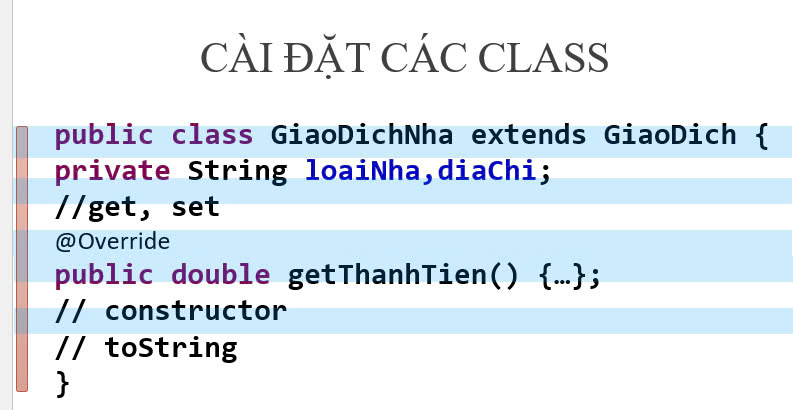 CÀI ĐẶT CÁC CLASS
public class GiaoDichNha extends GiaoDich {
private String loaiNha,diaChi;
//get, set
@Override
public double getThanhTien() {…};
// constructor
// toString
}